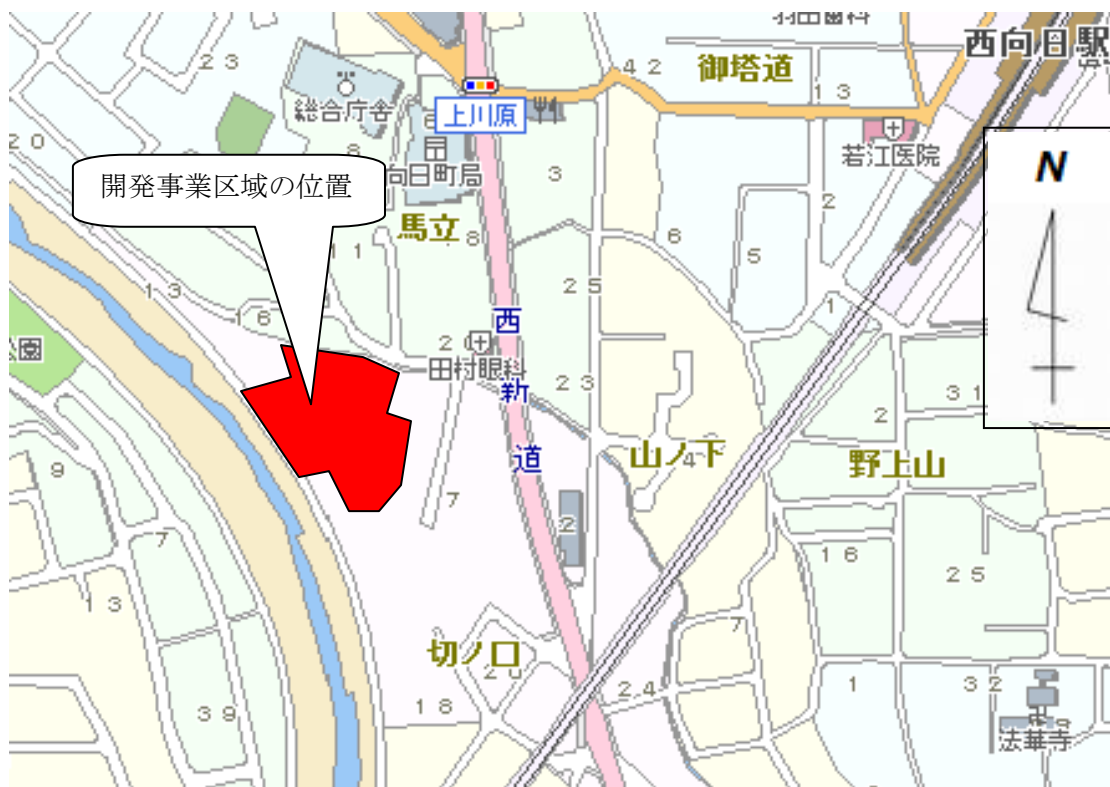 西向日駅
御塔道
42
13
23
総合庁舎
上川原
若江医院
N
20
8
向日町局
3
開発事業区域の位置
馬立
8
2
6
11
5
25
13
16
1
西新道
20
田村眼科
23
31
2
山ノ下
4
野上山
9
7
2
16
25
7
13
7
切ノ口
20
24
1
32
39
18
法華寺